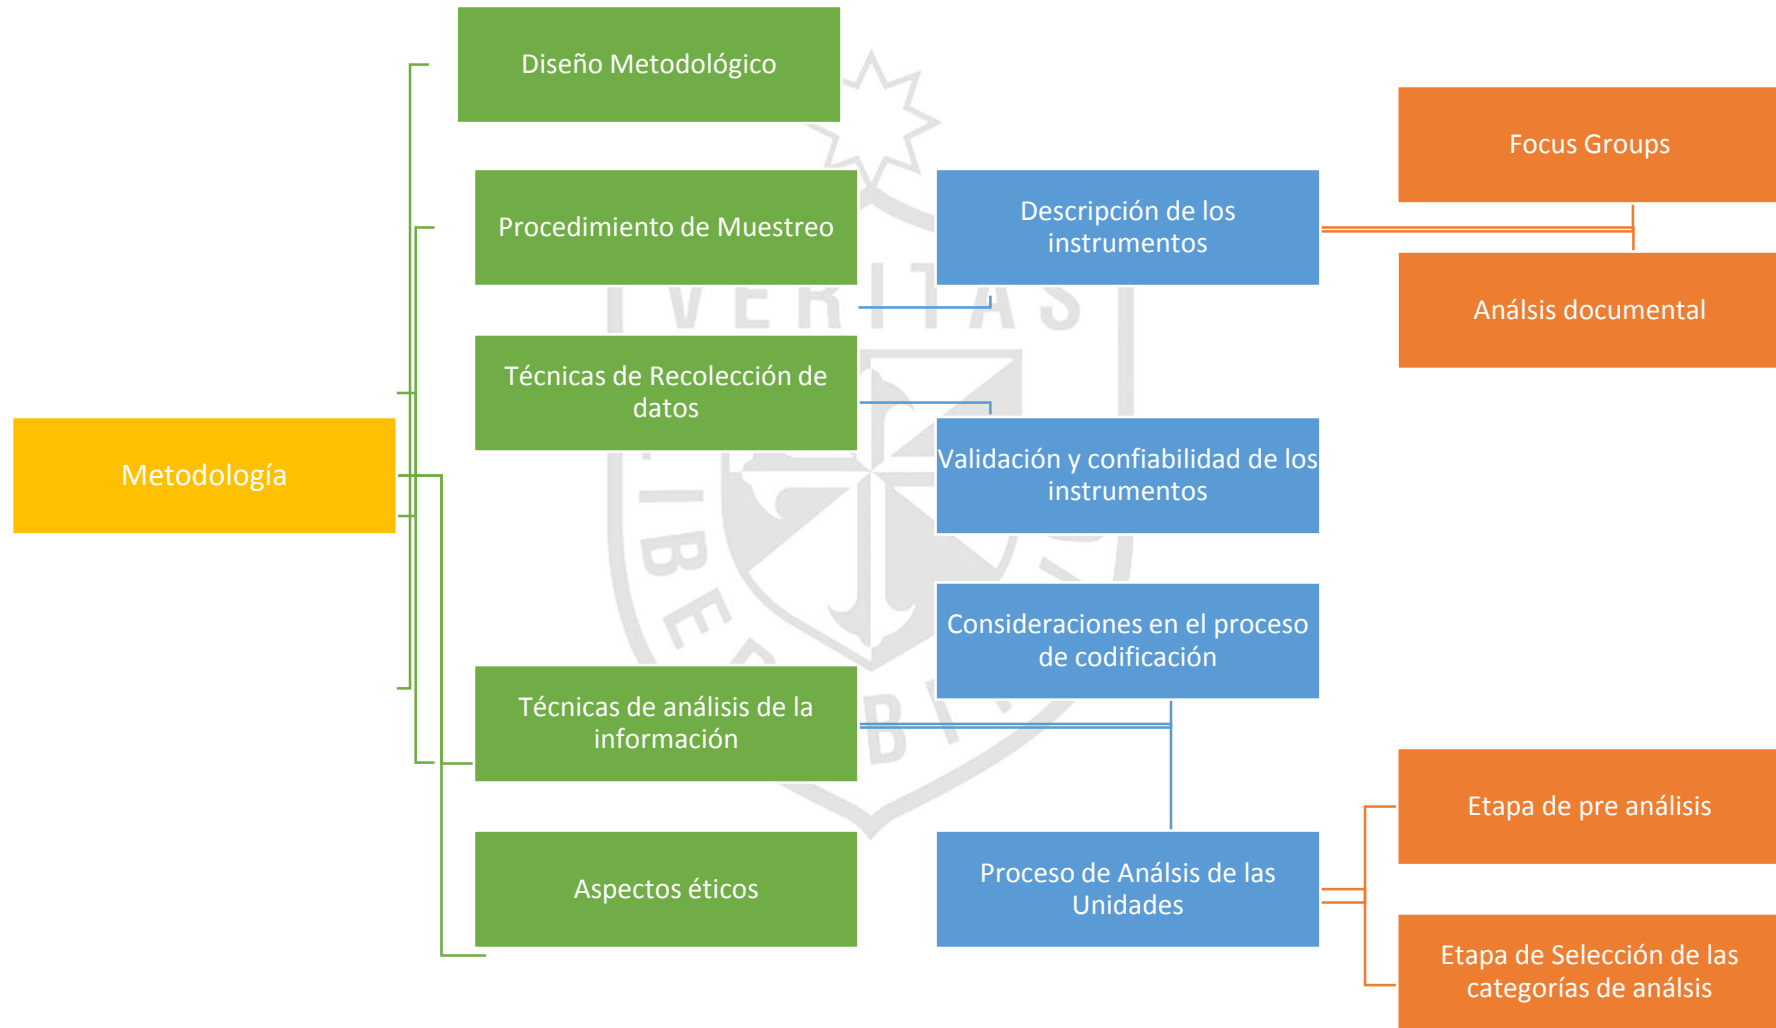 Diseño Metodológico
Focus Groups
Procedimiento de Muestreo
Descripción de los
instrumentos
Análsis documental
VERITAS
Técnicas de Recolección de
datos
Metodología
Validación y confiabilidad de los
instrumentos
Consideraciones en el proceso
de codificación
Técnicas de análisis de la
información
Etapa de pre análisis
Aspectos éticos
Proceso de Análsis de las
Unidades
Etapa de Selección de las
categorías de análsis